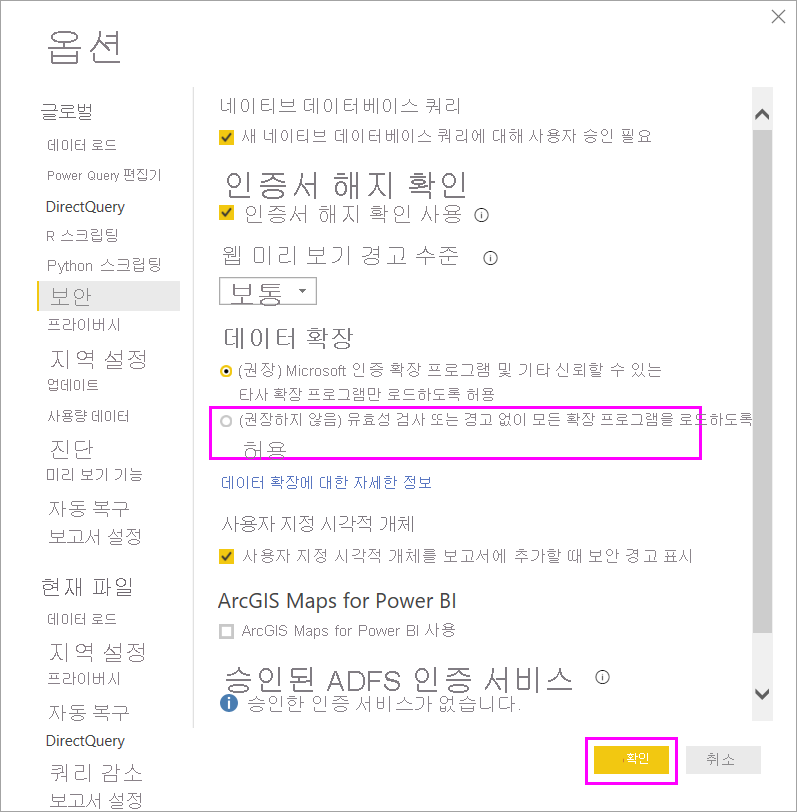 옵션
글로벌
데이터 로드
Power Query 편집기
DirectQuery
R 스크립팅
Python 스크립팅
보안
프라이버시
지역 설정
업데이트
사용량 데이터
진단
미리 보기 기능
자동 복구
보고서 설정
현재 파일
데이터 로드
지역 설정
프라이버시
자동 복구
DirectQuery
쿼리 감소
보고서 설정
네이티브 데이터베이스 쿼리
새 네이티브 데이터베이스 쿼리에 대해 사용자 승인 필요
인증서 해지 확인
인증서 해지 확인 사용
웹 미리 보기 경고 수준
보통
데이터 확장
(권장) Microsoft 인증 확장 프로그램 및 기타 신뢰할 수 있는
타사 확장 프로그램만 로드하도록 허용
(권장하지 않음) 유효성 검사 또는 경고 없이 모든 확장 프로그램을 로드하도록
허용
데이터 확장에 대한 자세한 정보
사용자 지정 시각적 개체
사용자 지정 시각적 개체를 보고서에 추가할 때 보안 경고 표시
ArcGIS Maps for Power BI
ArcGIS Maps for Power BI 사용
승인된 ADFS 인증 서비스
승인한 인증 서비스가 없습니다.
확인
취소